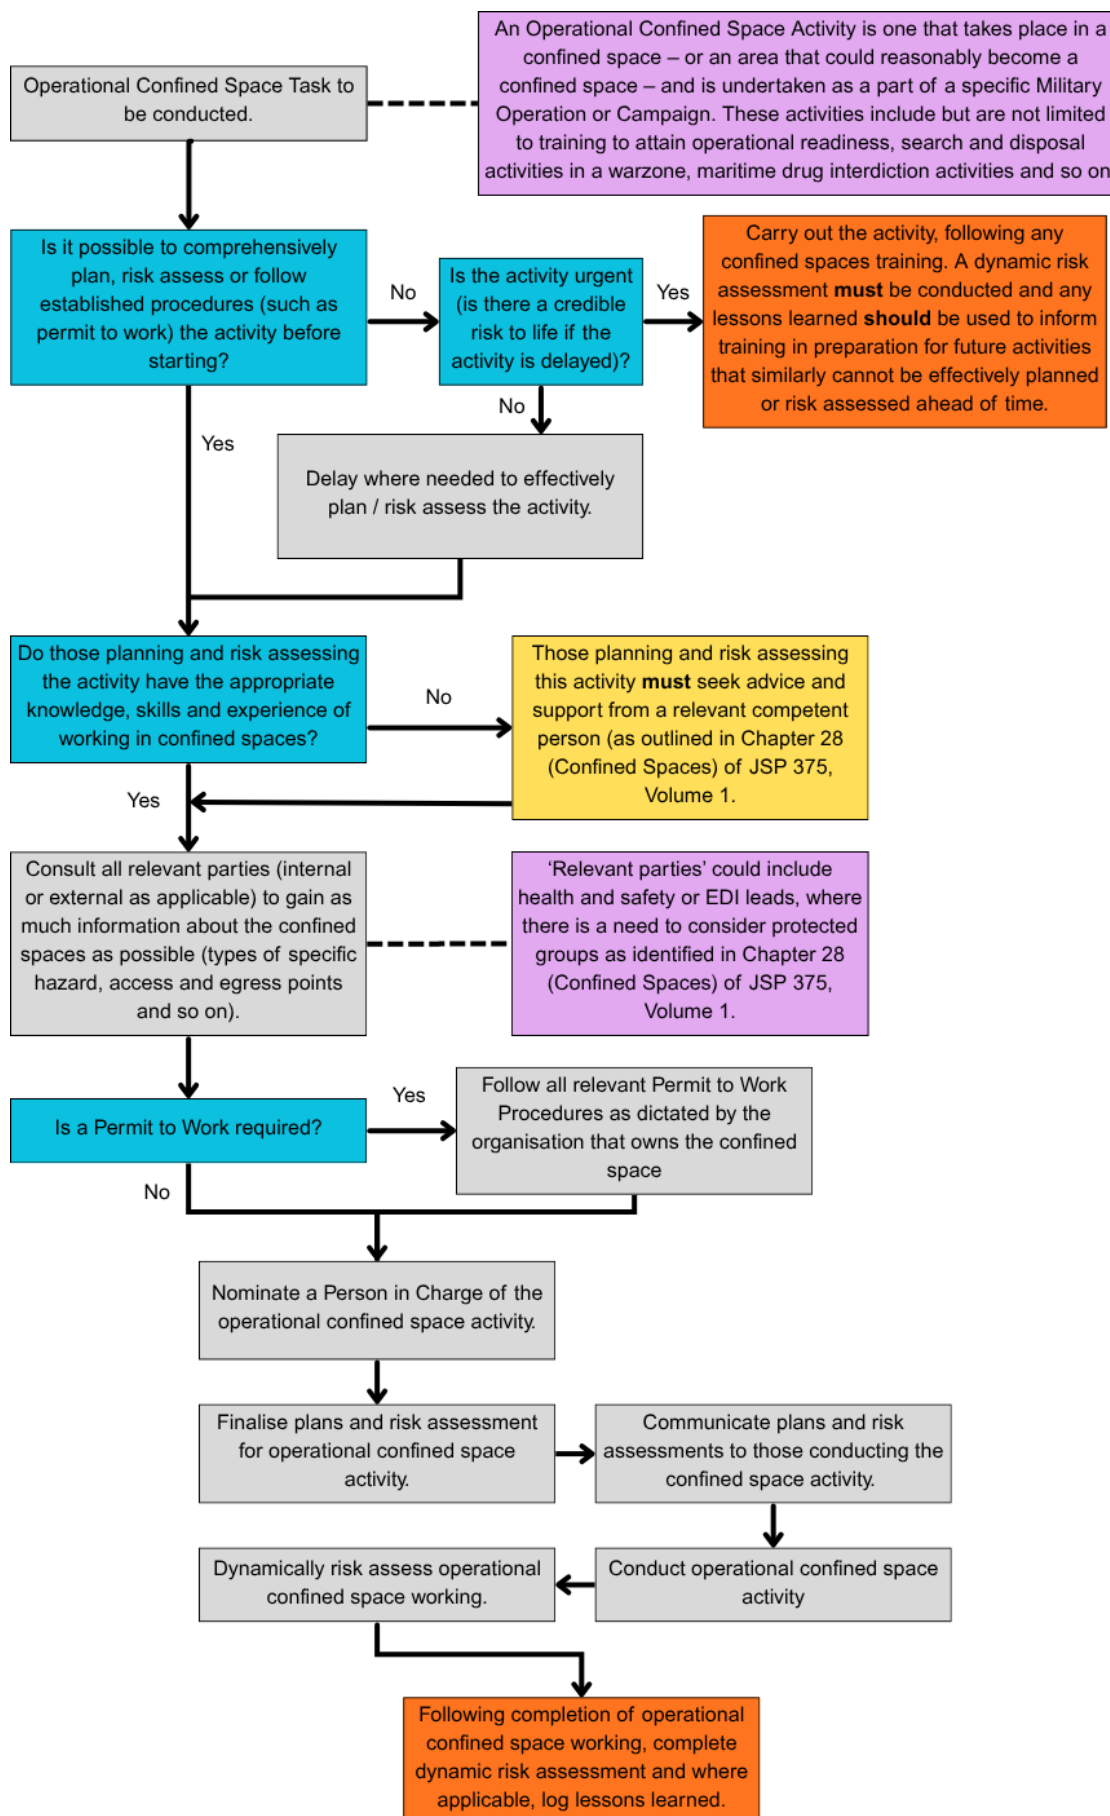 An Operational Confined Space Activity is one that takes place in a
confined space – or an area that could reasonably become a
confined space – and is undertaken as a part of a specific Military
Operation or Campaign. These activities include but are not limited
to training to attain operational readiness, search and disposal
activities in a warzone, maritime drug interdiction activities and so on
Operational Confined Space Task to
be conducted.
Is it possible to comprehensively
plan, risk assess or follow
established procedures (such as
permit to work) the activity before
starting?
No
Is the activity urgent
(is there a credible
risk to life if the
activity is delayed)?
Yes
Carry out the activity, following any
confined spaces training. A dynamic risk
assessment must be conducted and any
lessons learned should be used to inform
training in preparation for future activities
that similarly cannot be effectively planned
or risk assessed ahead of time.
No
Yes
Delay where needed to effectively
plan / risk assess the activity.
Do those planning and risk assessing
the activity have the appropriate
knowledge, skills and experience of
working in confined spaces?
No
Those planning and risk assessing
this activity must seek advice and
support from a relevant competent
person (as outlined in Chapter 28
(Confined Spaces) of JSP 375,
Volume 1.
Yes
Consult all relevant parties (internal
or external as applicable) to gain as
much information about the confined
spaces as possible (types of specific
hazard, access and egress points
and so on).
‘Relevant parties’ could include
health and safety or EDI leads, where
there is a need to consider protected
groups as identified in Chapter 28
(Confined Spaces) of JSP 375,
Volume 1.
Is a Permit to Work required?
Yes
Follow all relevant Permit to Work
Procedures as dictated by the
organisation that owns the confined
space
No
Nominate a Person in Charge of the
operational confined space activity.
Finalise plans and risk assessment
for operational confined space
activity.
Communicate plans and risk
assessments to those conducting the
confined space activity.
Dynamically risk assess operational
confined space working.
Conduct operational confined space
activity
Following completion of operational
confined space working, complete
dynamic risk assessment and where
applicable, log lessons learned.